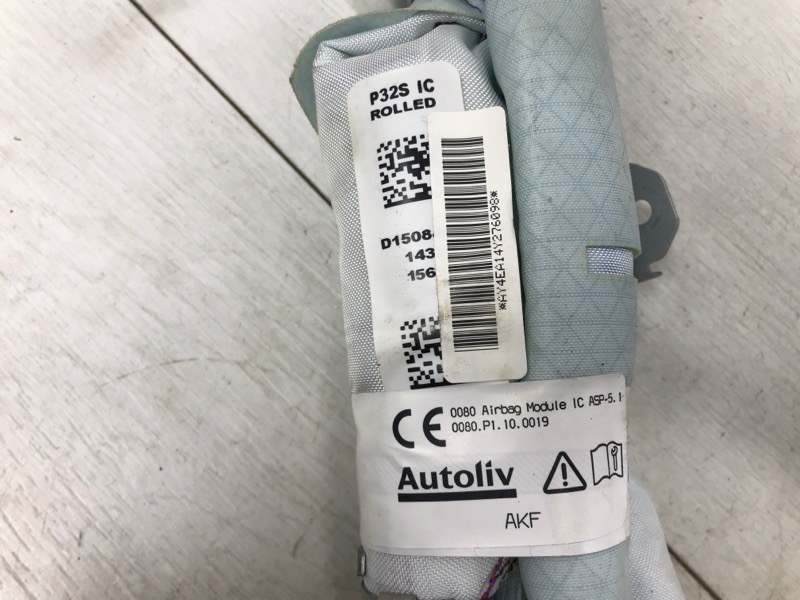 P32S IC
ROLLED
D1508
143
156
*AY4EA14Y276098*
CE 0080 Airbag Module IC ASP-5.1
0080.P1.10.0019
Autoliv
AKF